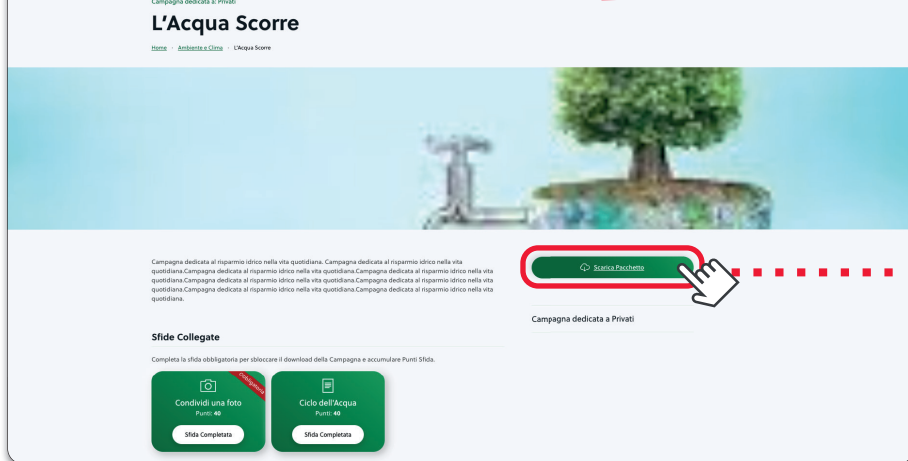 Campagna dedicata a: Privati
L'Acqua Scorre
Home Ambiente e Clima L'Acqua Scorre
Campagna dedicata al risparmio idrico nella vita quotidiana. Campagna dedicata al risparmio idrico nella vita
quotidiana.Campagna dedicata al risparmio idrico nella vita quotidiana.Campagna dedicata al risparmio idrico nella vita
quotidiana.Campagna dedicata al risparmio idrico nella vita quotidiana.Campagna dedicata al risparmio idrico nella vita
quotidiana.Campagna dedicata al risparmio idrico nella vita quotidiana.Campagna dedicata al risparmio idrico nella vita
quotidiana.
Scarica Pacchetto
Campagna dedicata a Privati
Sfide Collegate
Completa la sfida obbligatoria per sbloccare il download della Campagna e accumulare Punti Sfida.
Obbligatoria
Condividi una foto
Punti: 40
Sfida Completata
Ciclo dell'Acqua
Punti: 40
Sfida Completata